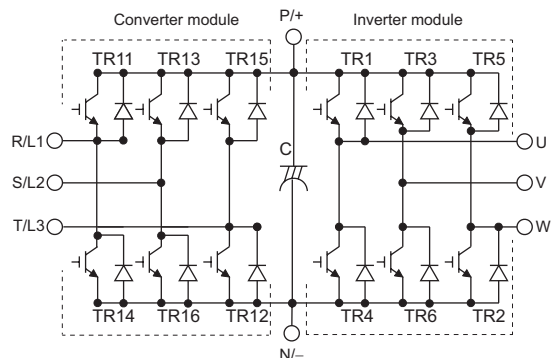 Converter module P/+ Inverter module
TR11 TR13 TR15 TR1 TR3 TR5
R/L1 C U
S/L2 V
T/L3 W
TR14 TR16 TR12 TR4 TR6 TR2
N/−